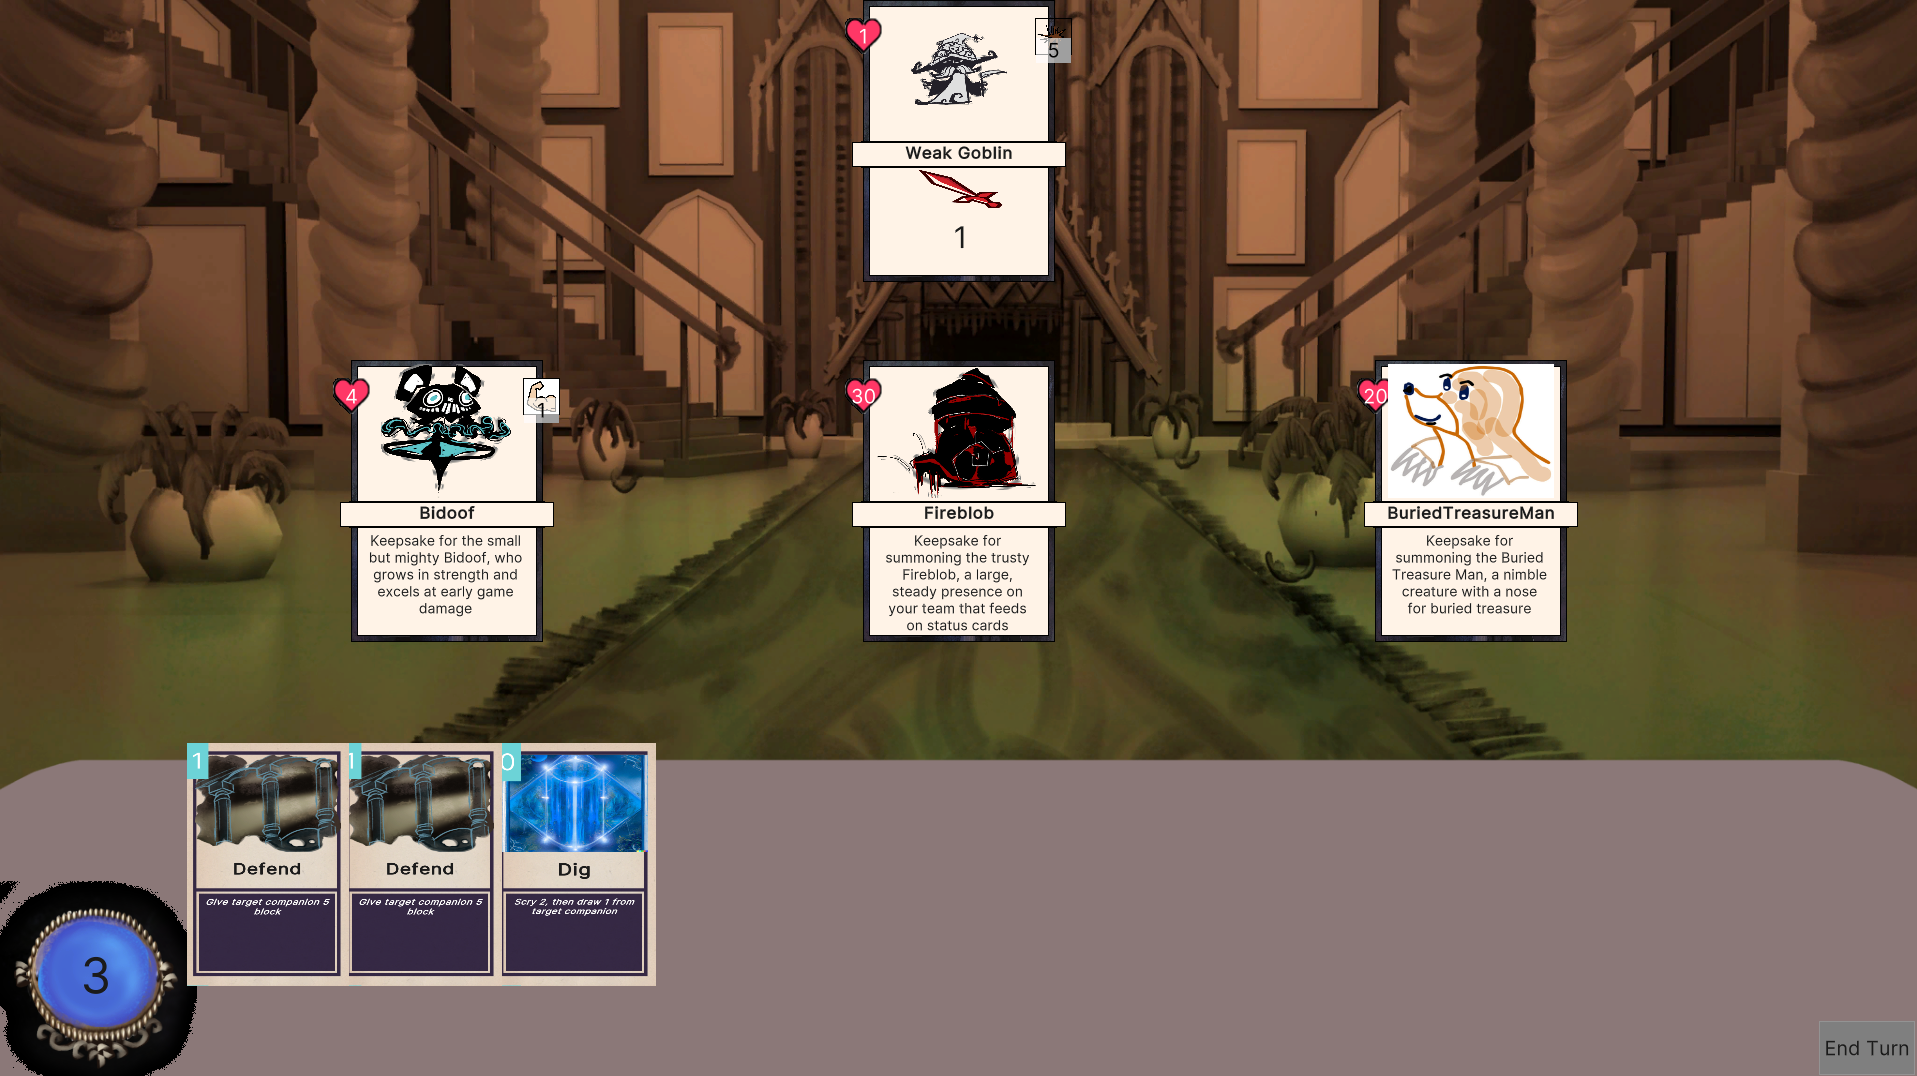 1
5
Weak Goblin
1
4
1
30
20
Bidoof
Fireblob
BuriedTreasureMan
Keepsake for the small
but mighty Bidoof, who
grows in strength and
excels at early game
damage
Keepsake for
summoning the trusty
Fireblob, a large,
steady presence on
your team that feeds
on status cards
Keepsake for
summoning the Buried
Treasure Man, a nimble
creature with a nose
for buried treasure
1
1
0
Defend
Defend
Dig
Give target companion 5
block
Give target companion 5
block
Scry 2, then draw 1 from
target companion
3
End Turn